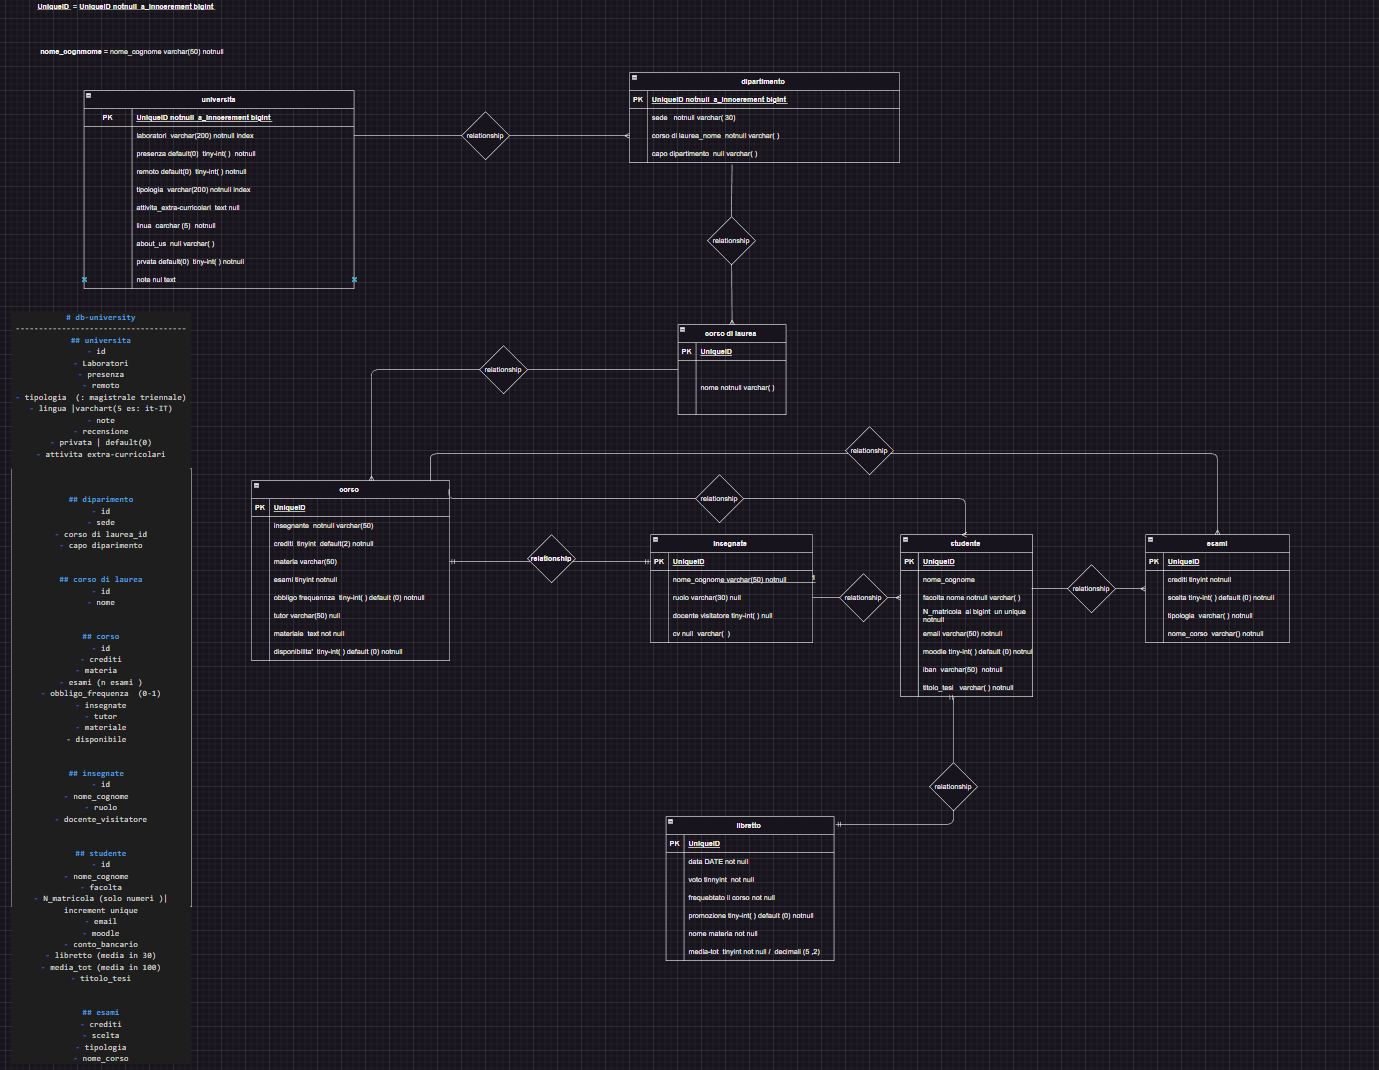 UniqueID = UniqueID notnull a_innoerement bigint
nome_oognmome = nome_cognome varchar(50) notnull
universita
PK UniqueID notnull a_innoerement bigint
laboratori varchar(200) notnull index
presenza default(0) tiny-int( ) notnull
remoto default(0) tiny-int( ) notnull
tipologia varchar(200) notnull index
attivita_extra-curricolari text null
linua carchar (5) notnull
about_us null varchar( )
prvata default(0) tiny-int( ) notnull
note nul text
relationship
dipartimento
PK UniqueID notnull a_innoerement bigint
sede notnull varchar( 30)
corso di laurea_nome notnull varchar( )
capo dipartimento null varchar( )
relationship
corso di laurea
PK UniqueID
nome notnull varchar( )
relationship
relationship
relationship
corso
PK UniqueID
insegnante notnull varchar(50)
crediti tinyint default(2) notnull
materia varchar(50)
esami tinyint notnull
obbligo frequennza tiny-int( ) default (0) notnull
tutor varchar(50) null
materiale text not null
disponibilita' tiny-int( ) default (0) notnull
relationship
insegnate
PK UniqueID
nome_cognome varchar(50) notnull
ruolo varchar(30) null
docente visitatore tiny-int( ) null
cv null varchar( )
relationship
studente
PK UniqueID
nome_cognome
facolta nome notnull varchar( )
N_matricola ai bigint un unique
notnull
email varchar(50) notnull
moodle tiny-int( ) default (0) notnul
iban varchar(50) notnull
titolo_tesi varchar( ) notnull
relationship
esami
PK UniqueID
crediti tinyint notnull
scelta tiny-int( ) default (0) notnull
tipologia varchar( ) notnull
nome_corso varchar() notnull
relationship
libretto
PK UniqueID
data DATE not null
voto tinnyint not null
frequebtato il corso not null
promozione tiny-int( ) default (0) notnull
nome materia not null
media-tot tinyint not null / decimali (5 ,2)
# db-university
------------------------------------
## universita
- id
- Laboratori
- presenza
- remoto
- tipologia (: magistrale triennale)
- lingua |varchart(5 es: it-IT)
- note
- recensione
- privata | default(0)
- attivita extra-curricolari
## diparimento
- id
- sede
- corso di laurea_id
- capo diparimento
## corso di laurea
- id
- nome
## corso
- id
- crediti
- materia
- esami (n esami )
- obbligo_frequenza (0-1)
- insegnate
- tutor
- materiale
- disponibile
## insegnate
- id
- nome_cognome
- ruolo
- docente_visitatore
## studente
- id
- nome_cognome
- facolta
- N_matricola (solo numeri )|
increment unique
- email
- moodle
- conto_bancario
- libretto (media in 30)
- media_tot (media in 100)
- titolo_tesi
## esami
- crediti
- scelta
- tipologia
- nome_corso